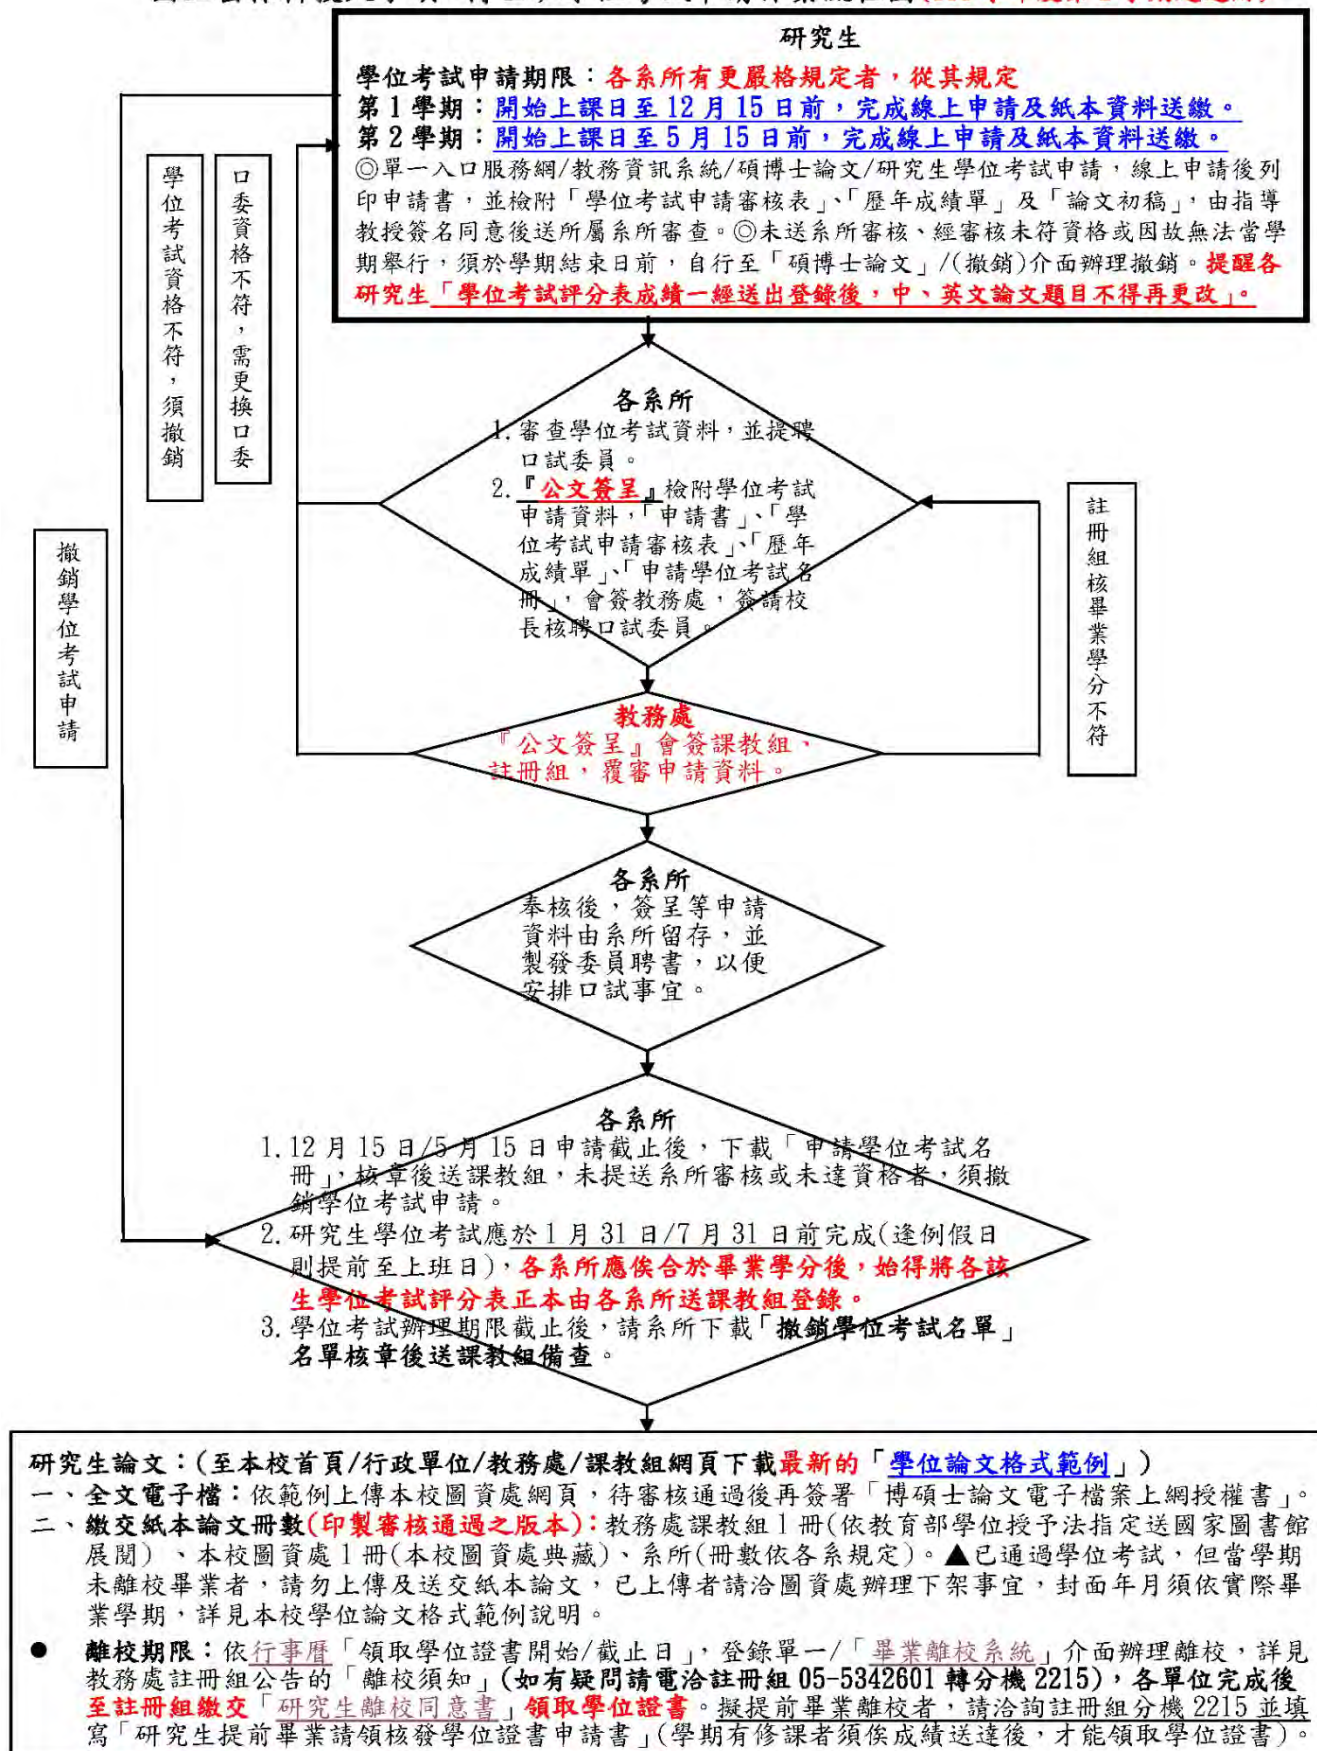 研究生
學位考試申請期限：各系所有更嚴格規定者，從其規定
第1學期：開始上課日至12月15日前，完成線上申請及紙本資料送繳。
第2學期：開始上課日至5月15日前，完成線上申請及紙本資料送繳。
◎單一入口服務網/教務資訊系統/碩博士論文/研究生學位考試申請，線上申請後列
印申請書，並檢附「學位考試申請審核表」、「歷年成績單」及「論文初稿」，由指導
教授簽名同意後送所屬系所審查。◎未送系所審核、經審核未符資格或因故無法當學
期舉行，須於學期結束日前，自行至「碩博士論文」/(撤銷)介面辦理撤銷。提醒各
研究生「學位考試評分表成績一經送出登錄後，中、英文論文題目不得再更改」。
學位考試資格不符，須撤銷
口委資格不符，需更換口委
各系所
1.審查學位考試資料，並提聘
口試委員。
2.『公文簽呈』檢附學位考試
申請資料，「申請書」、「學
位考試申請審核表」、「歷年
成績單」、「申請學位考試名
冊」，會簽教務處，簽請校
長核聘口試委員。
註冊組核畢業學分不符
撤銷學位考試申請
教務處
『公文簽呈』會簽課教組、
註冊組，覆審申請資料。
各系所
奉核後，簽呈等申請
資料由系所留存，並
製發委員聘書，以便
安排口試事宜。
各系所
1.12月15日/5月15日申請截止後，下載「申請學位考試名
冊」，核章後送課教組，未提送系所審核或未達資格者，須撤
銷學位考試申請。
2.研究生學位考試應於1月31日/7月31日前完成(逢例假日
則提前至上班日)，各系所應俟合於畢業學分後，始得將各該
生學位考試評分表正本由各系所送課教組登錄。
3.學位考試辦理期限截止後，請系所下載「撤銷學位考試名單」
名單核章後送課教組備查。
研究生論文：(至本校首頁/行政單位/教務處/課教組網頁下載最新的「學位論文格式範例」)
一、全文電子檔：依範例上傳本校圖資處網頁，待審核通過後再簽署「博碩士論文電子檔案上網授權書」。
二、繳交紙本論文冊數(印製審核通過之版本)：教務處課教組1冊(依教育部學位授予法指定送國家圖書館
展閱)、本校圖資處1冊(本校圖資處典藏)、系所(冊數依各系規定)。▲已通過學位考試，但當學期
未離校畢業者，請勿上傳及送交紙本論文，已上傳者請洽圖資處辦理下架事宜，封面年月須依實際畢
業學期，詳見本校學位論文格式範例說明。
● 離校期限：依行事曆「領取學位證書開始/截止日」，登錄單一/「畢業離校系統」介面辦理離校，詳見
教務處註冊組公告的「離校須知」(如有疑問請電洽註冊組05-5342601轉分機2215)，各單位完成後
至註冊組繳交「研究生離校同意書」領取學位證書。擬提前畢業離校者，請洽詢註冊組分機2215並填
寫「研究生提前畢業請領核發學位證書申請書」(學期有修課者須俟成績送達後，才能領取學位證書)。